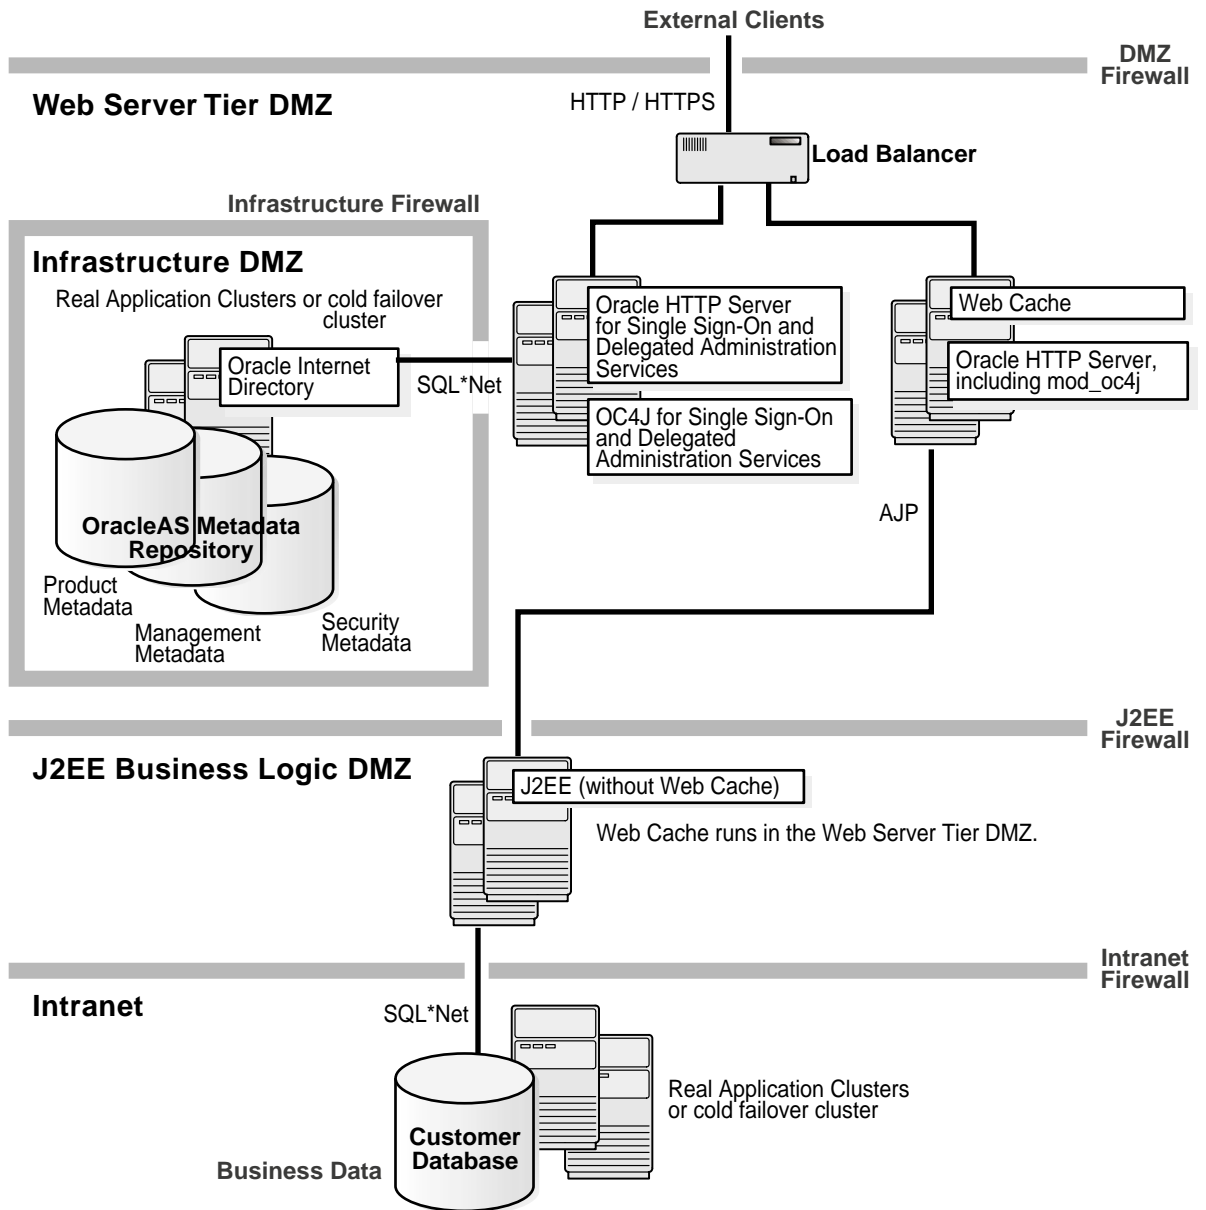 External Clients
DMZ
Firewall
Web Server Tier DMZ
HTTP / HTTPS
Load Balancer
Infrastructure Firewall
Infrastructure DMZ
Real Application Clusters or cold failover
cluster
Oracle Internet
Directory
SQL*Net
Oracle HTTP Server
for Single Sign-On and
Delegated Administration
Services
OC4J for Single Sign-On
and Delegated
Administration Services
Web Cache
Oracle HTTP Server,
including mod_oc4j
OracleAS Metadata
Repository
Product
Metadata
Management
Metadata
Security
Metadata
AJP
J2EE
Firewall
J2EE Business Logic DMZ
J2EE (without Web Cache)
Web Cache runs in the Web Server Tier DMZ.
Intranet
Firewall
Intranet
SQL*Net
Real Application Clusters
or cold failover cluster
Customer
Database
Business Data